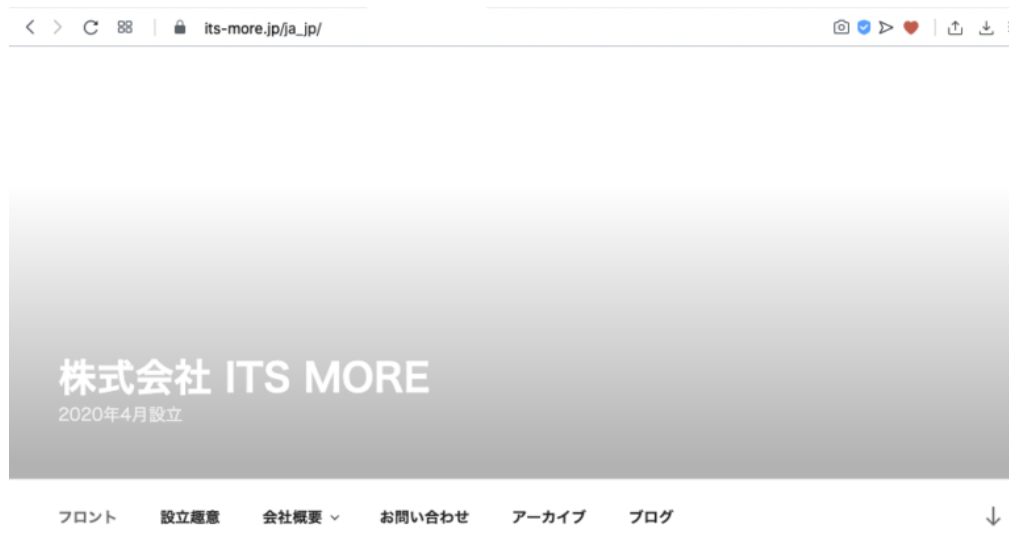 its-more.jp/ja_jp/
株式会社 ITS MORE
2020年4月設立
フロント 設立趣意 会社概要 お問い合わせ アーカイブ ブログ